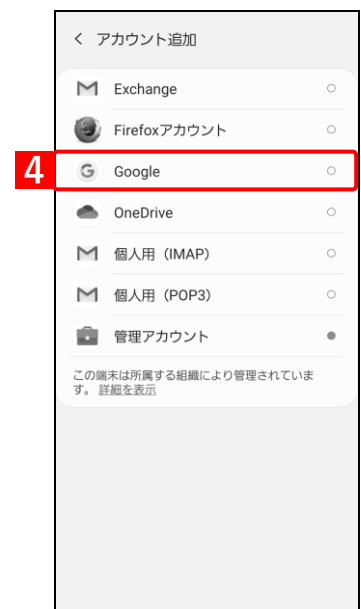 アカウント追加
Exchange
Firefoxアカウント
4
Google
OneDrive
個人用（IMAP）
個人用（POP3）
管理アカウント
この端末は所属する組織により管理されていま
す。 詳細を表示